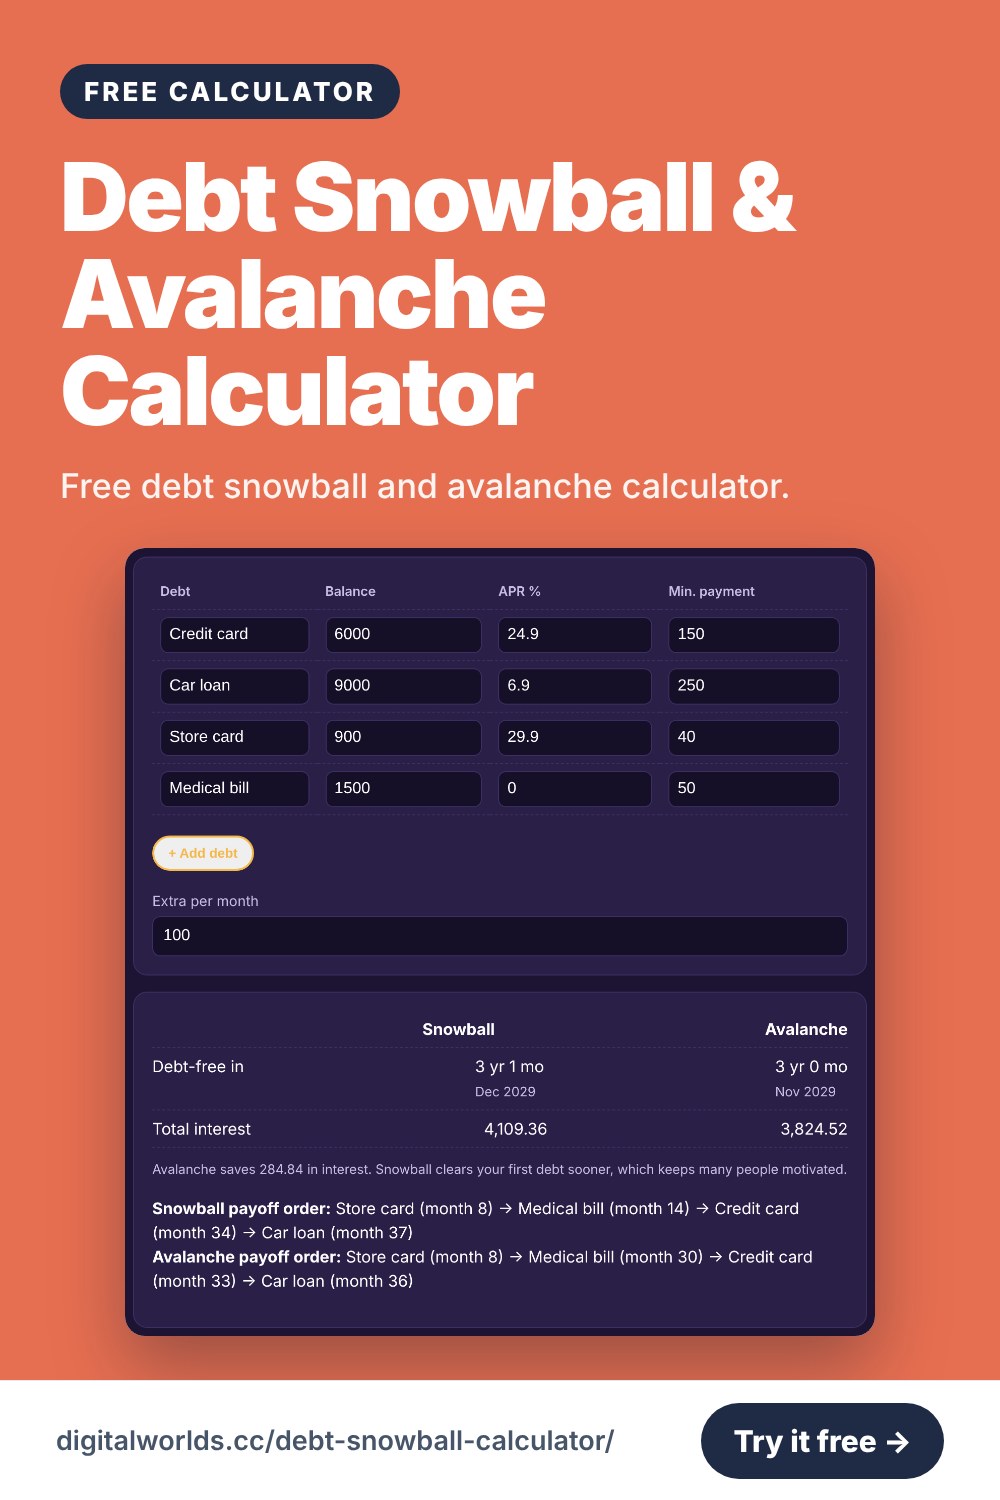 FREE CALCULATOR
Debt Snowball &
Avalanche
Calculator
Free debt snowball and avalanche calculator.
Debt Balance APR % Min. payment
Credit card 6000 24.9 150
Car loan 9000 6.9 250
Store card 900 29.9 40
Medical bill 1500 0 50
+ Add debt
Extra per month
100
Snowball Avalanche
Debt-free in 3 yr 1 mo 3 yr 0 mo
Dec 2029 Nov 2029
Total interest 4,109.36 3,824.52
Avalanche saves 284.84 in interest. Snowball clears your first debt sooner, which keeps many people motivated.
Snowball payoff order: Store card (month 8) → Medical bill (month 14) → Credit card
(month 34) → Car loan (month 37)
Avalanche payoff order: Store card (month 8) → Medical bill (month 30) → Credit card
(month 33) → Car loan (month 36)
digitalworlds.cc/debt-snowball-calculator/
Try it free →